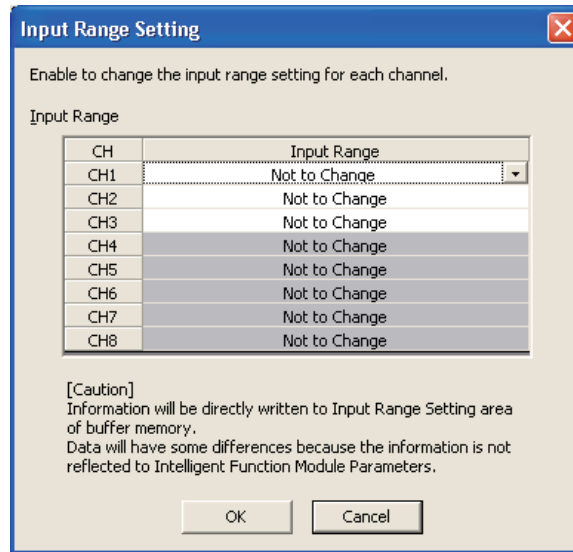 Input Range Setting
Enable to change the input range setting for each channel.
Input Range
CH Input Range
CH1 Not to Change
CH2 Not to Change
CH3 Not to Change
CH4 Not to Change
CH5 Not to Change
CH6 Not to Change
CH7 Not to Change
CH8 Not to Change
[Caution]
Information will be directly written to Input Range Setting area
of buffer memory.
Data will have some differences because the information is not
reflected to Intelligent Function Module Parameters.
OK Cancel